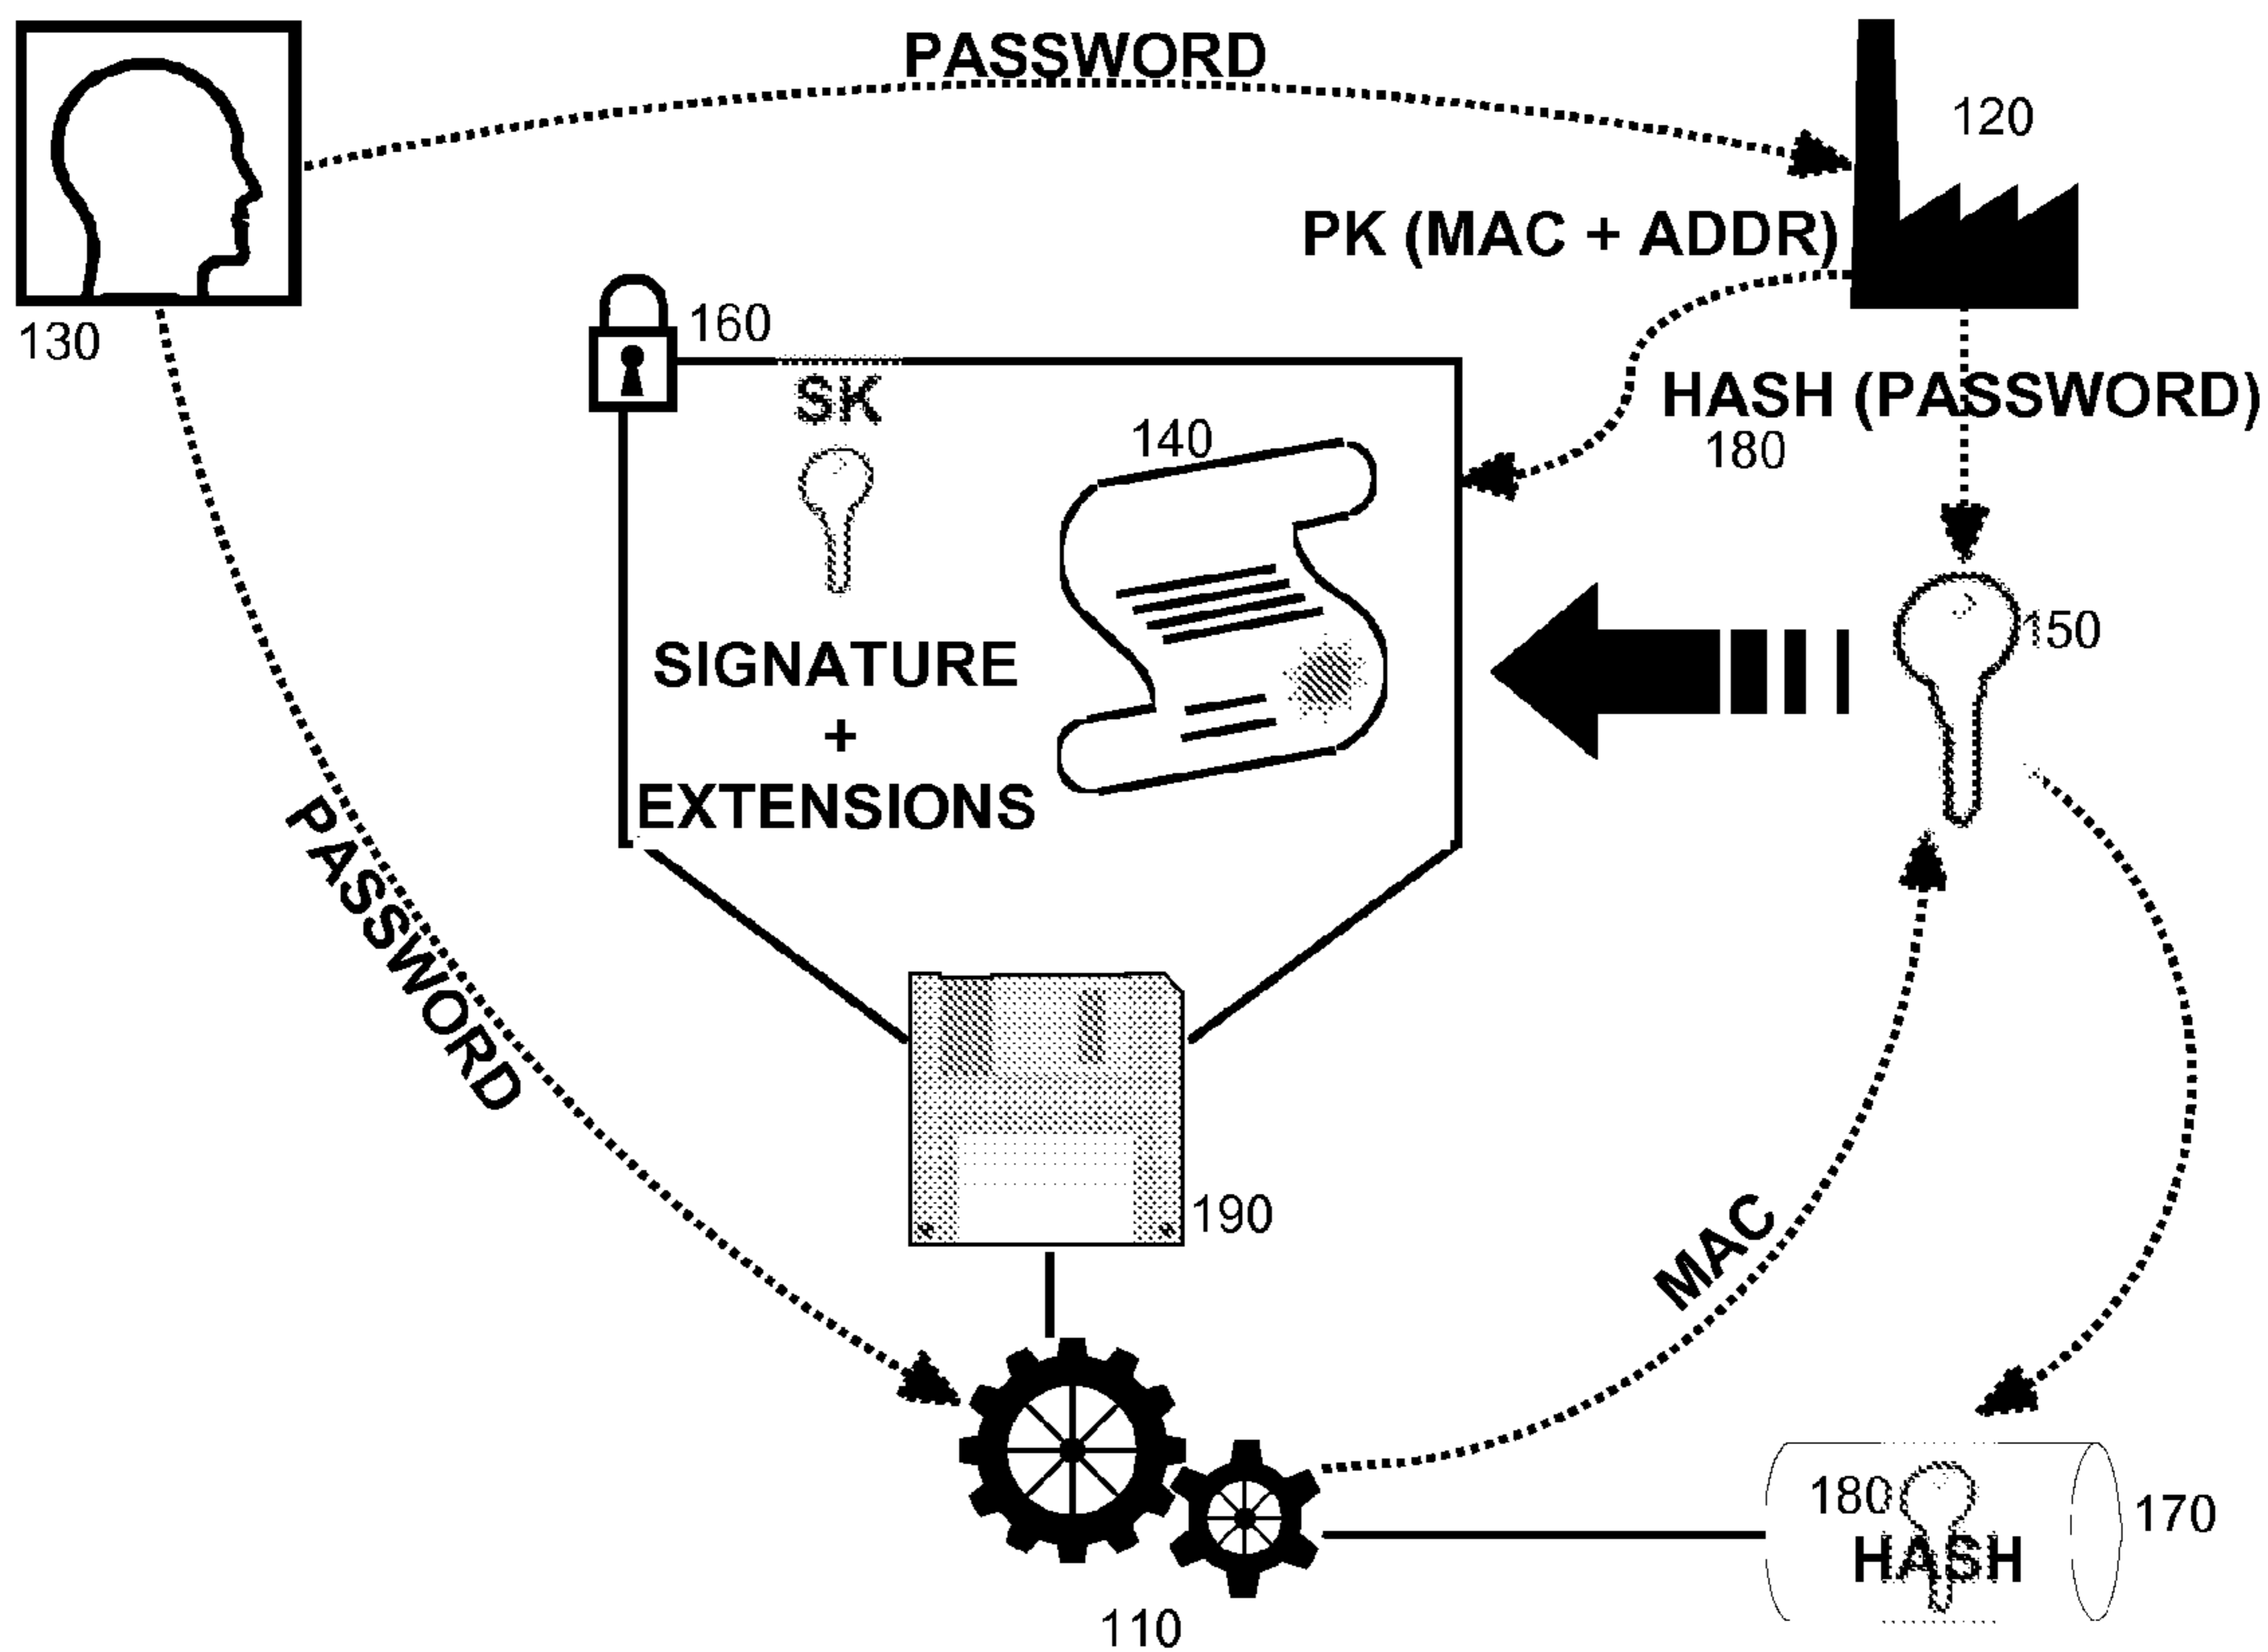 PASSWORD
120
PK (MAC + ADDR)
130
160
SK
HASH (PASSWORD)
180
140
150
SIGNATURE
+
EXTENSIONS
PASSWORD
190
MAC
180
HASH
170
110